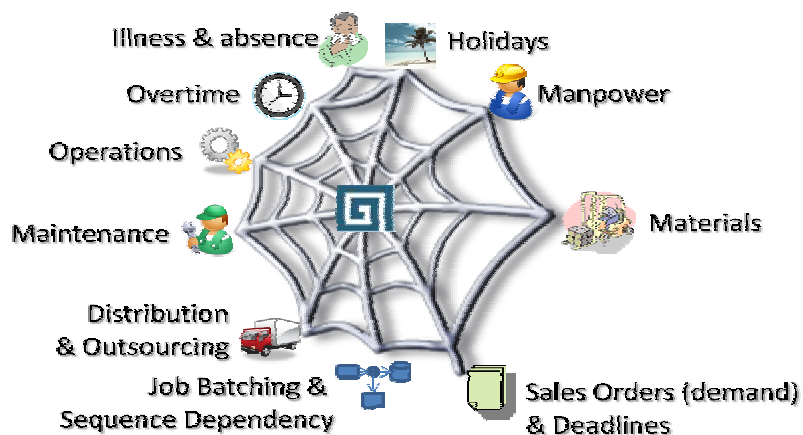 Illness & absence
Holidays
Overtime
Manpower
Operations
Maintenance
Materials
Distribution
& Outsourcing
Job Batching &
Sequence Dependency
Sales Orders (demand)
& Deadlines